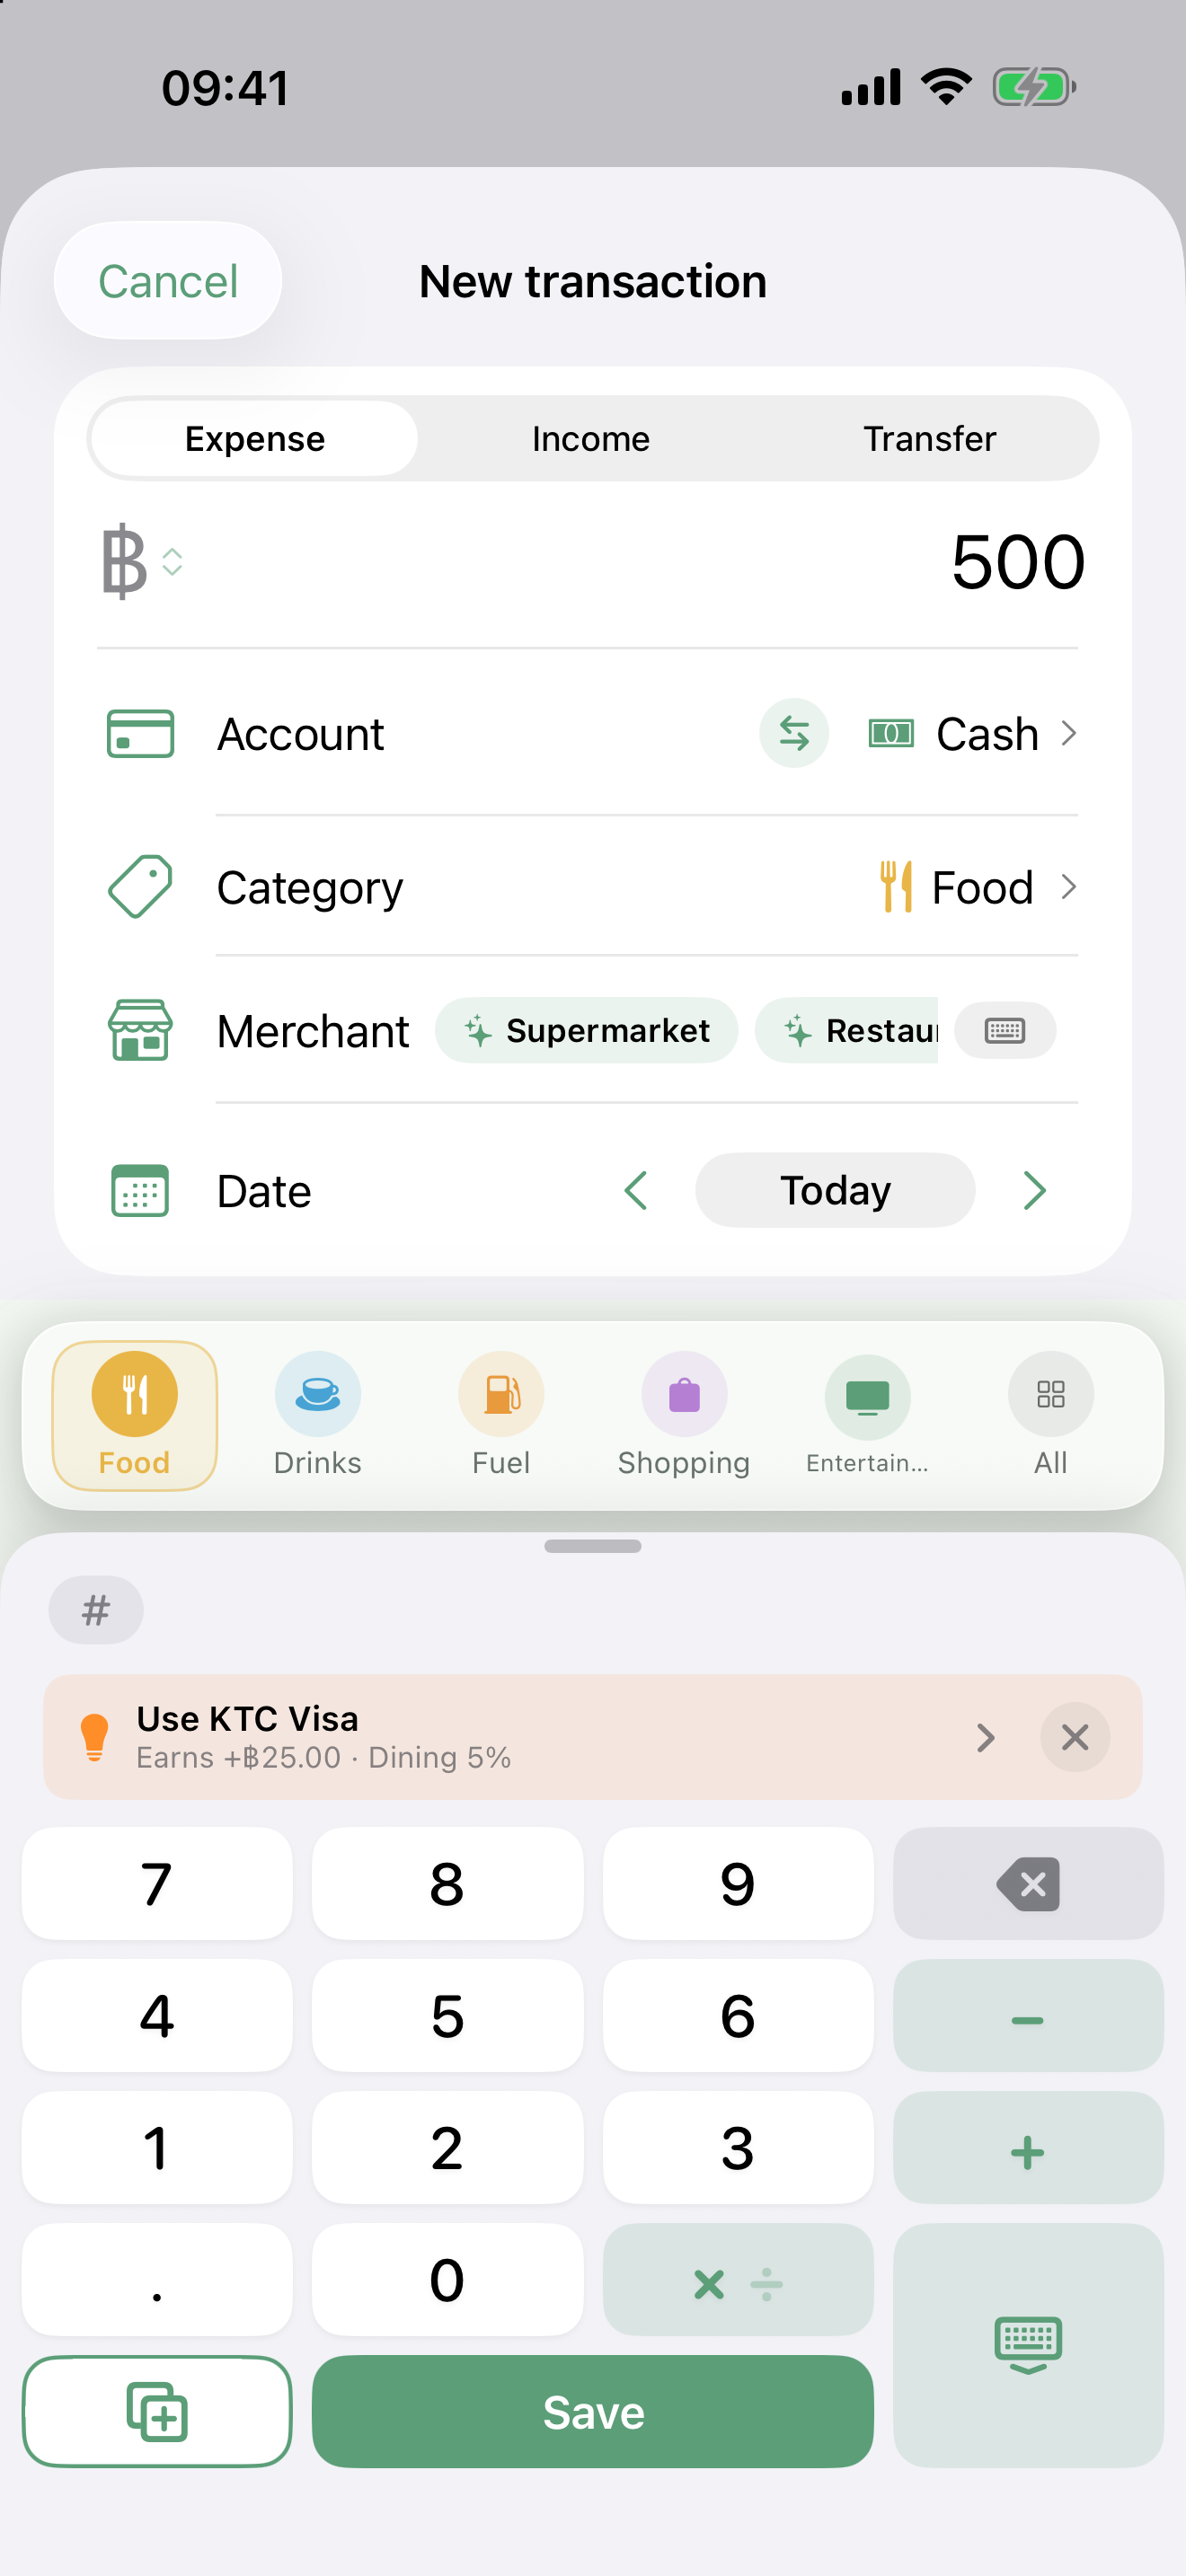 09:41
Cancel
New transaction
Expense Income Transfer
฿ 500
Account Cash
Category Food
Merchant Supermarket Restau
Date Today
Food Drinks Fuel Shopping Entertain... All
#
Use KTC Visa
Earns +฿25.00 · Dining 5%
7 8 9
4 5 6 −
1 2 3 +
. 0 × ÷
Save